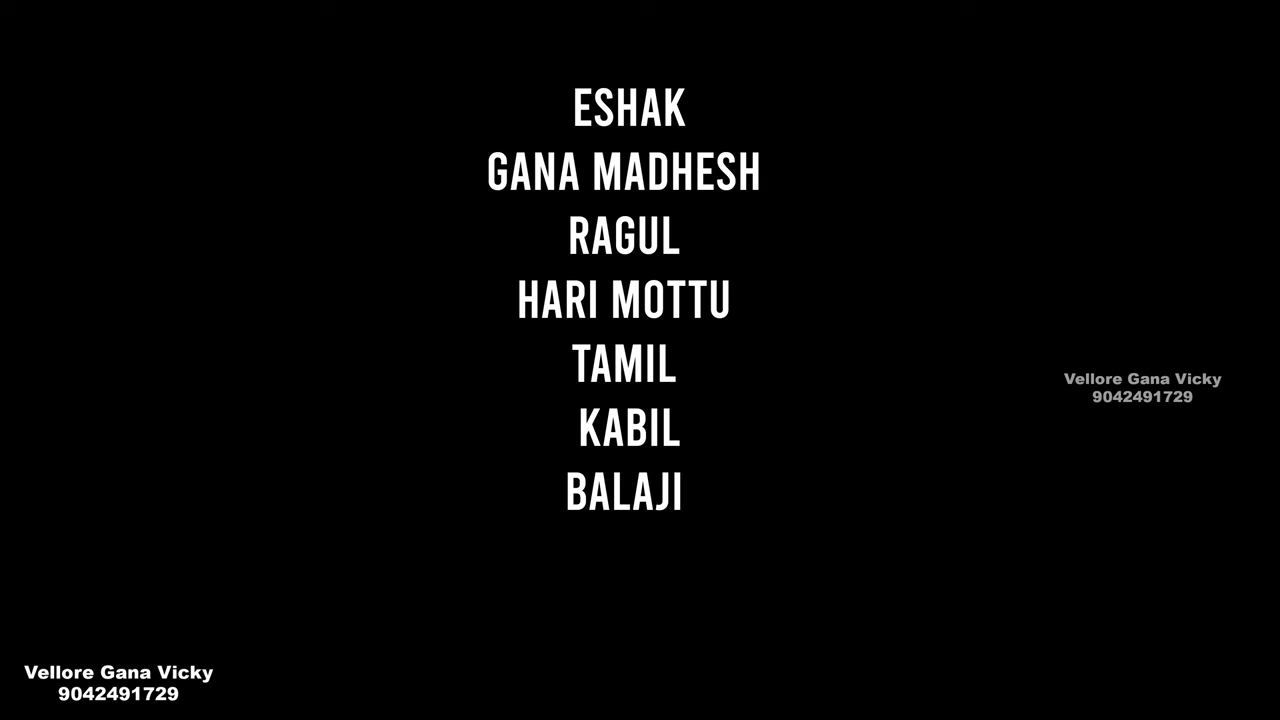 ESHAK
GANA MADHESH
RAGUL
HARI MOTTU
TAMIL
KABIL
BALAJI
Vellore Gana Vicky
9042491729
Vellore Gana Vicky
9042491729